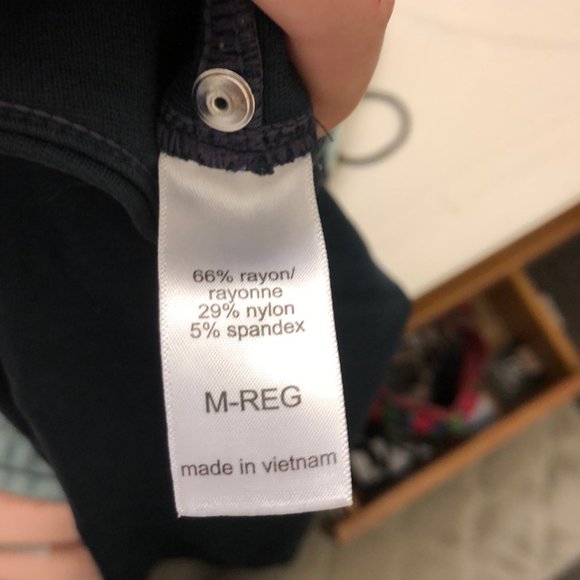 66% rayon/
rayonne
29% nylon
5% spandex
M-REG
made in vietnam